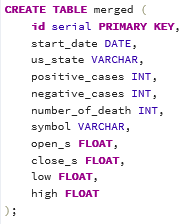 CREATE TABLE merged (
id serial PRIMARY KEY,
start_date DATE,
us_state VARCHAR,
positive_cases INT,
negative_cases INT,
number_of_death INT,
symbol VARCHAR,
open_s FLOAT,
close_s FLOAT,
low FLOAT,
high FLOAT
);